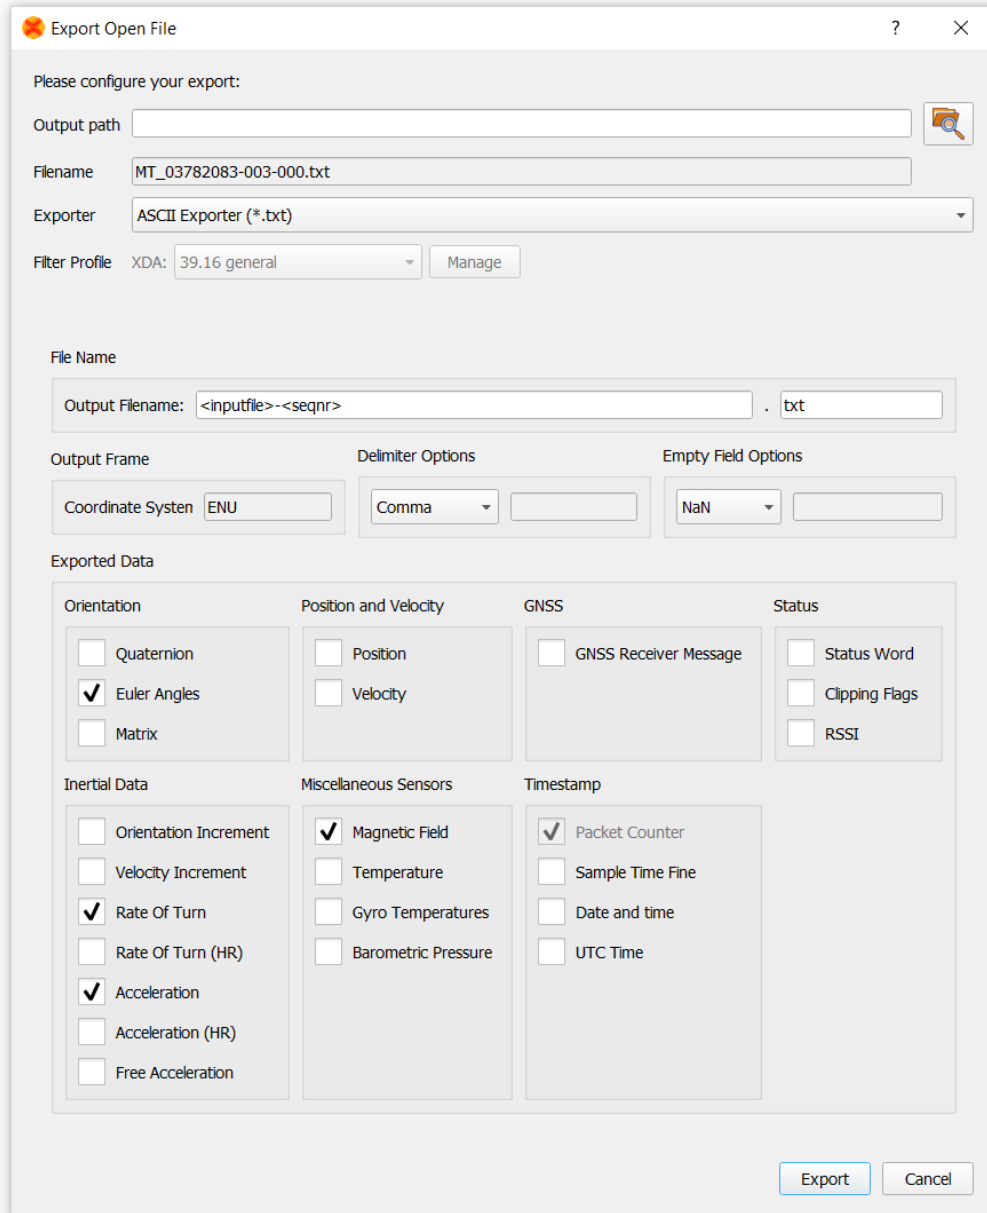 Export Open File ?
Please configure your export:
Output path
Filename MT_03782083-003-000.txt
Exporter ASCII Exporter (*.txt)
Filter Profile XDA: 39.16 general Manage
File Name
Output Filename: <inputfile>-<seqnr> . txt
Output Frame Delimiter Options Empty Field Options
Coordinate Systen ENU Comma NaN
Exported Data
Orientation Position and Velocity GNSS Status
Quaternion Position GNSS Receiver Message Status Word
Euler Angles Velocity Clipping Flags
Matrix RSSI
Inertial Data Miscellaneous Sensors Timestamp
Orientation Increment Magnetic Field Packet Counter
Velocity Increment Temperature Sample Time Fine
Rate Of Turn Gyro Temperatures Date and time
Rate Of Turn (HR) Barometric Pressure UTC Time
Acceleration
Acceleration (HR)
Free Acceleration
Export Cancel